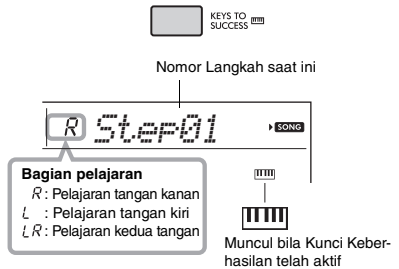 KEYS TO
SUCCESS
Nomor Langkah saat ini
R Step01 SONG
Bagian pelajaran
R : Pelajaran tangan kanan
L : Pelajaran tangan kiri
LR : Pelajaran kedua tangan
Muncul bila Kunci Keber-
hasilan telah aktif